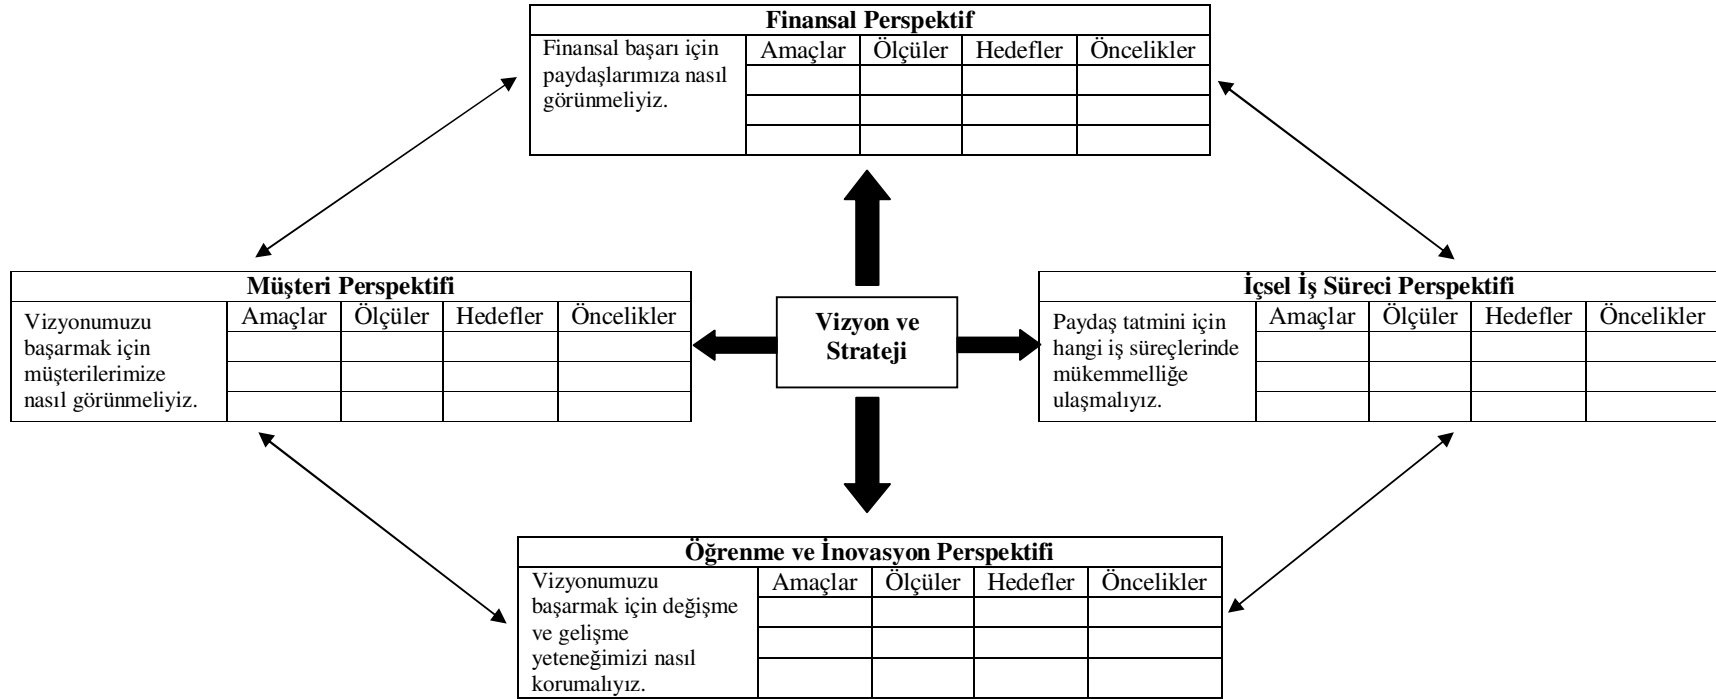 Finansal Perspektif
Finansal başarı için
paydaşlarımıza nasıl
görünmeliyiz.
Amaçlar Ölçüler Hedefler Öncelikler
Müşteri Perspektifi
Vizyonumuzu
başarmak için
müşterilerimize
nasıl görünmeliyiz.
Amaçlar Ölçüler Hedefler Öncelikler
Vizyon ve
Strateji
İçsel İş Süreci Perspektifi
Paydaş tatmini için
hangi iş süreçlerinde
mükemmelliğe
ulaşmalıyız.
Amaçlar Ölçüler Hedefler Öncelikler
Öğrenme ve İnovasyon Perspektifi
Vizyonumuzu
başarmak için değişme
ve gelişme
yeteneğimizi nasıl
korumalıyız.
Amaçlar Ölçüler Hedefler Öncelikler